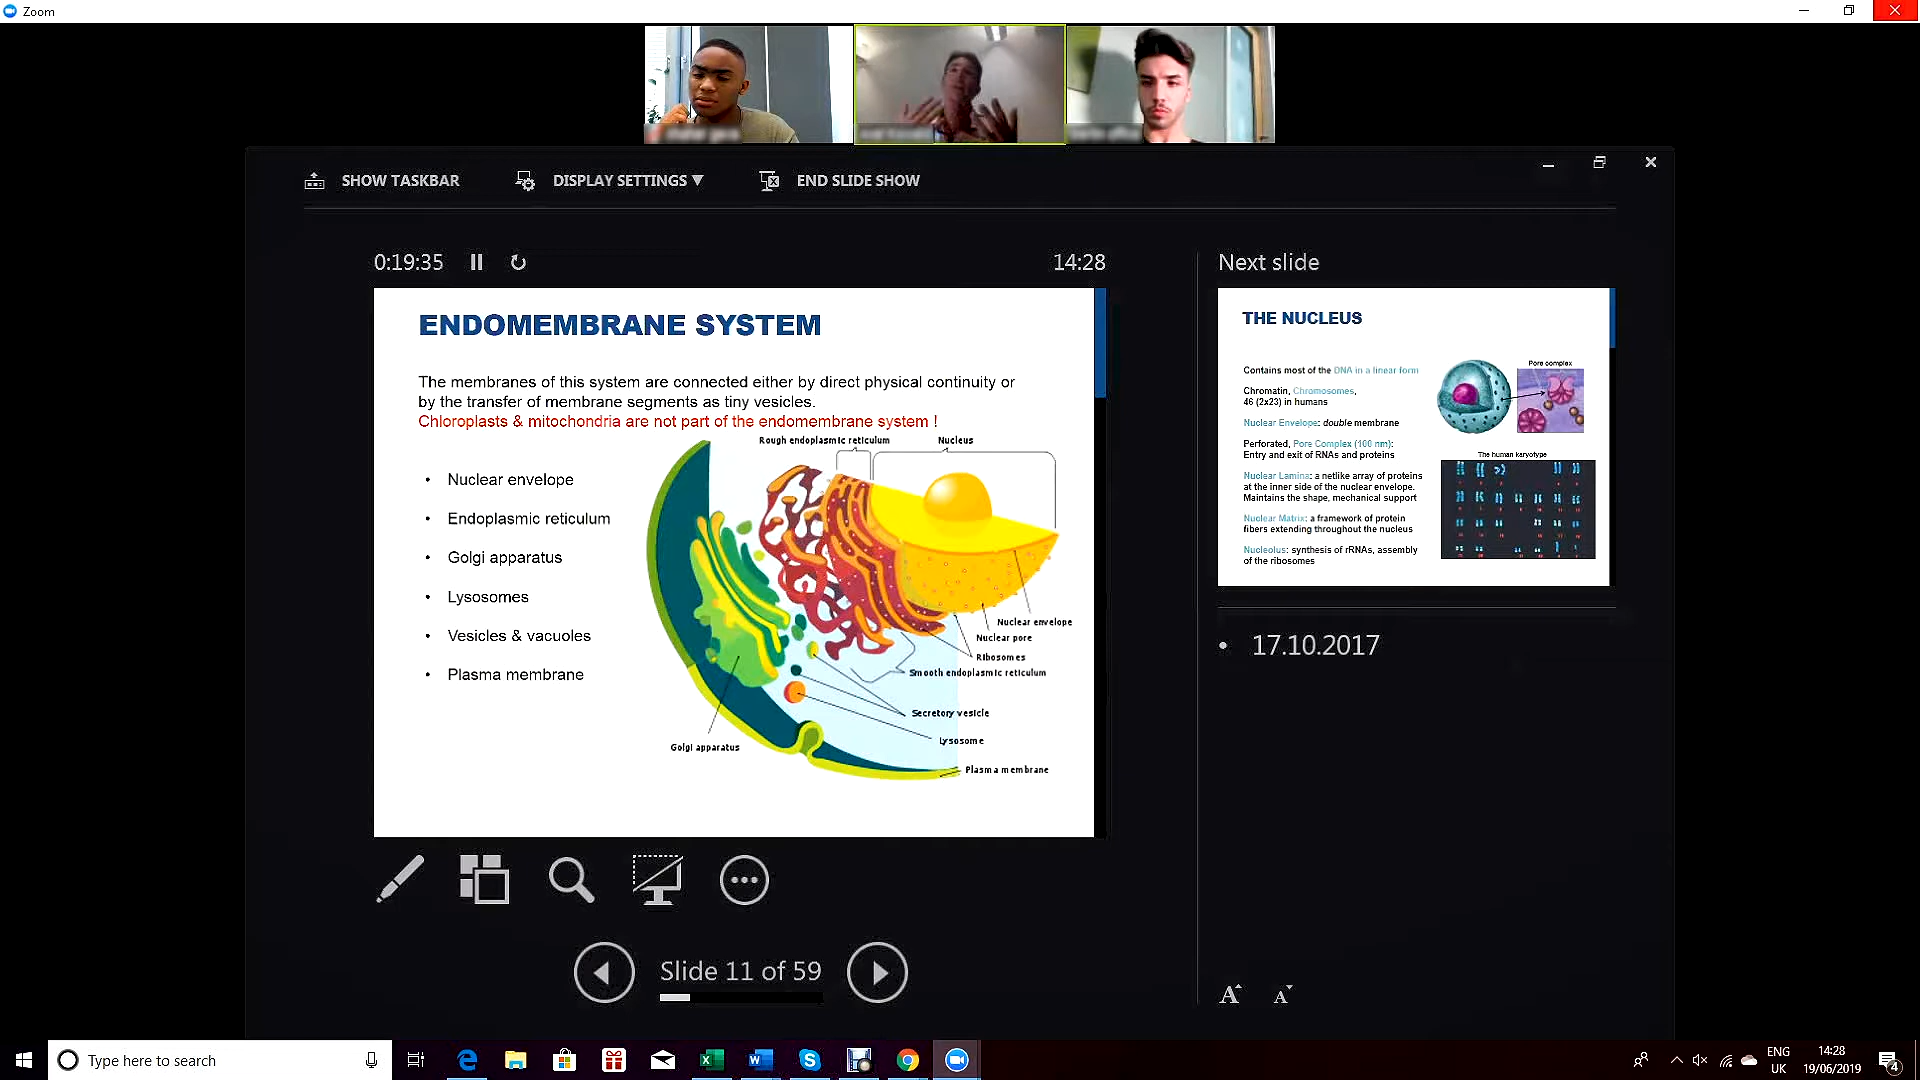 Zoom
SHOW TASKBAR
DISPLAY SETTINGS ▼
END SLIDE SHOW
0:19:35
14:28
ENDOMEMBRANE SYSTEM
The membranes of this system are connected either by direct physical continuity or
by the transfer of membrane segments as tiny vesicles.
Chloroplasts & mitochondria are not part of the endomembrane system !
• Nuclear envelope
• Endoplasmic reticulum
• Golgi apparatus
• Lysosomes
• Vesicles & vacuoles
• Plasma membrane
Rough endoplasmic reticulum
Nucleus
Nuclear envelope
Nuclear pore
Ribosomes
Smooth endoplasmic reticulum
Secretory vesicle
Lysosome
Golgi apparatus
Plasma membrane
Slide 11 of 59
Next slide
THE NUCLEUS
Contains most of the DNA in a linear form
Chromatin, Chromosomes,
46 (2x23) in humans
Nuclear Envelope: double membrane
Perforated, Pore Complex (100 nm):
Entry and exit of RNAs and proteins
Nuclear Lamina: a netlike array of proteins
at the inner side of the nuclear envelope.
Maintains the shape, mechanical support
Nuclear Matrix: a framework of protein
fibers extending throughout the nucleus
Nucleolus: synthesis of rRNAs, assembly
of the ribosomes
Pore complex
The human karyotype
• 17.10.2017
A A
Type here to search
ENG
UK
14:28
19/06/2019
4